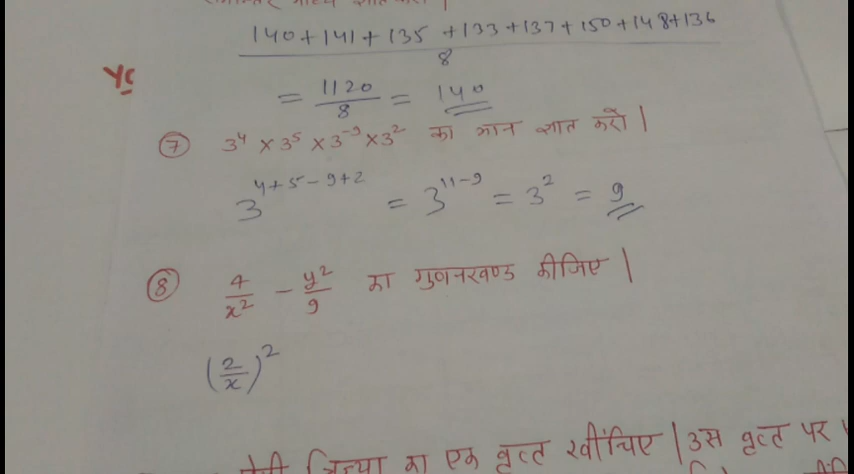 140+141+135+133+137+150+148+136
8
= 1120/8 = 140
⑦ 3⁴ × 3⁵ × 3⁻⁹ × 3² का मान ज्ञात करो |
3⁴⁺⁵⁻⁹⁺² = 3¹¹⁻⁹ = 3² = 9
⑧ 4/x² - y²/9 का गुणनखण्ड कीजिए |
(2/x)²
त्रिज्या का एक वृत्त खींचिए | उस वृत्त पर